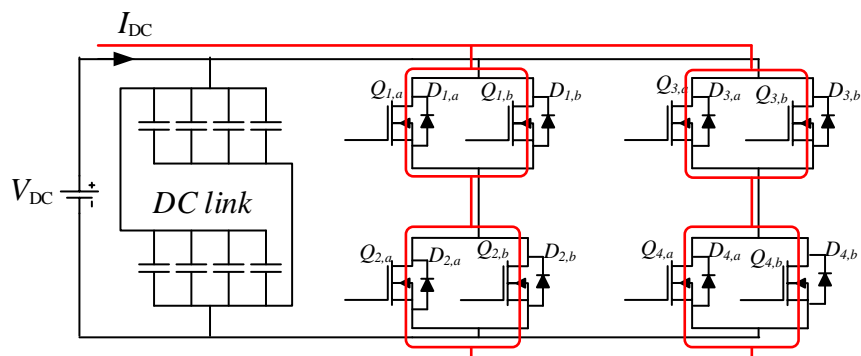 I_DC
Q_1,a D_1,a Q_1,b D_1,b Q_3,a D_3,a Q_3,b D_3,b
V_DC + -
DC link
Q_2,a D_2,a Q_2,b D_2,b Q_4,a D_4,a Q_4,b D_4,b